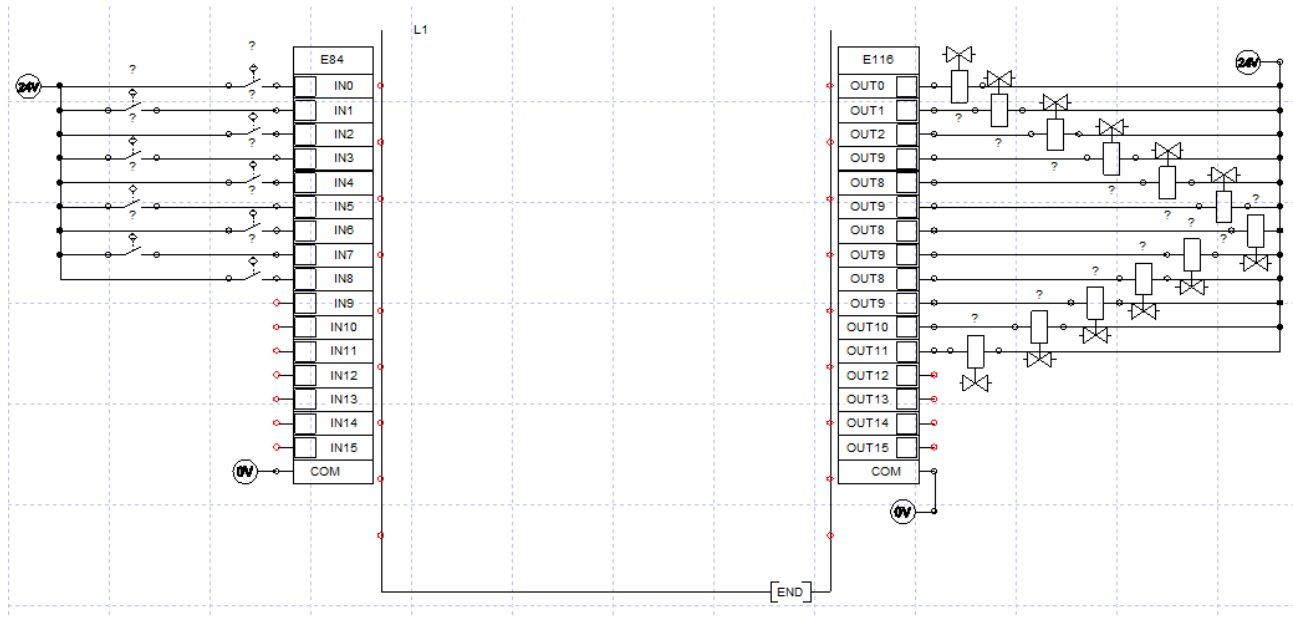 L1
?
E84
E116
24V
24V
?
IN0
OUT0
?
IN1
OUT1
?
?
IN2
OUT2
?
?
IN3
OUT9
?
?
IN4
OUT8
?
?
IN5
OUT9
?
?
?
IN6
OUT8
?
?
?
IN7
OUT9
?
IN8
OUT8
?
IN9
OUT9
?
IN10
OUT10
?
IN11
OUT11
IN12
OUT12
IN13
OUT13
IN14
OUT14
IN15
OUT15
0V
COM
COM
0V
END